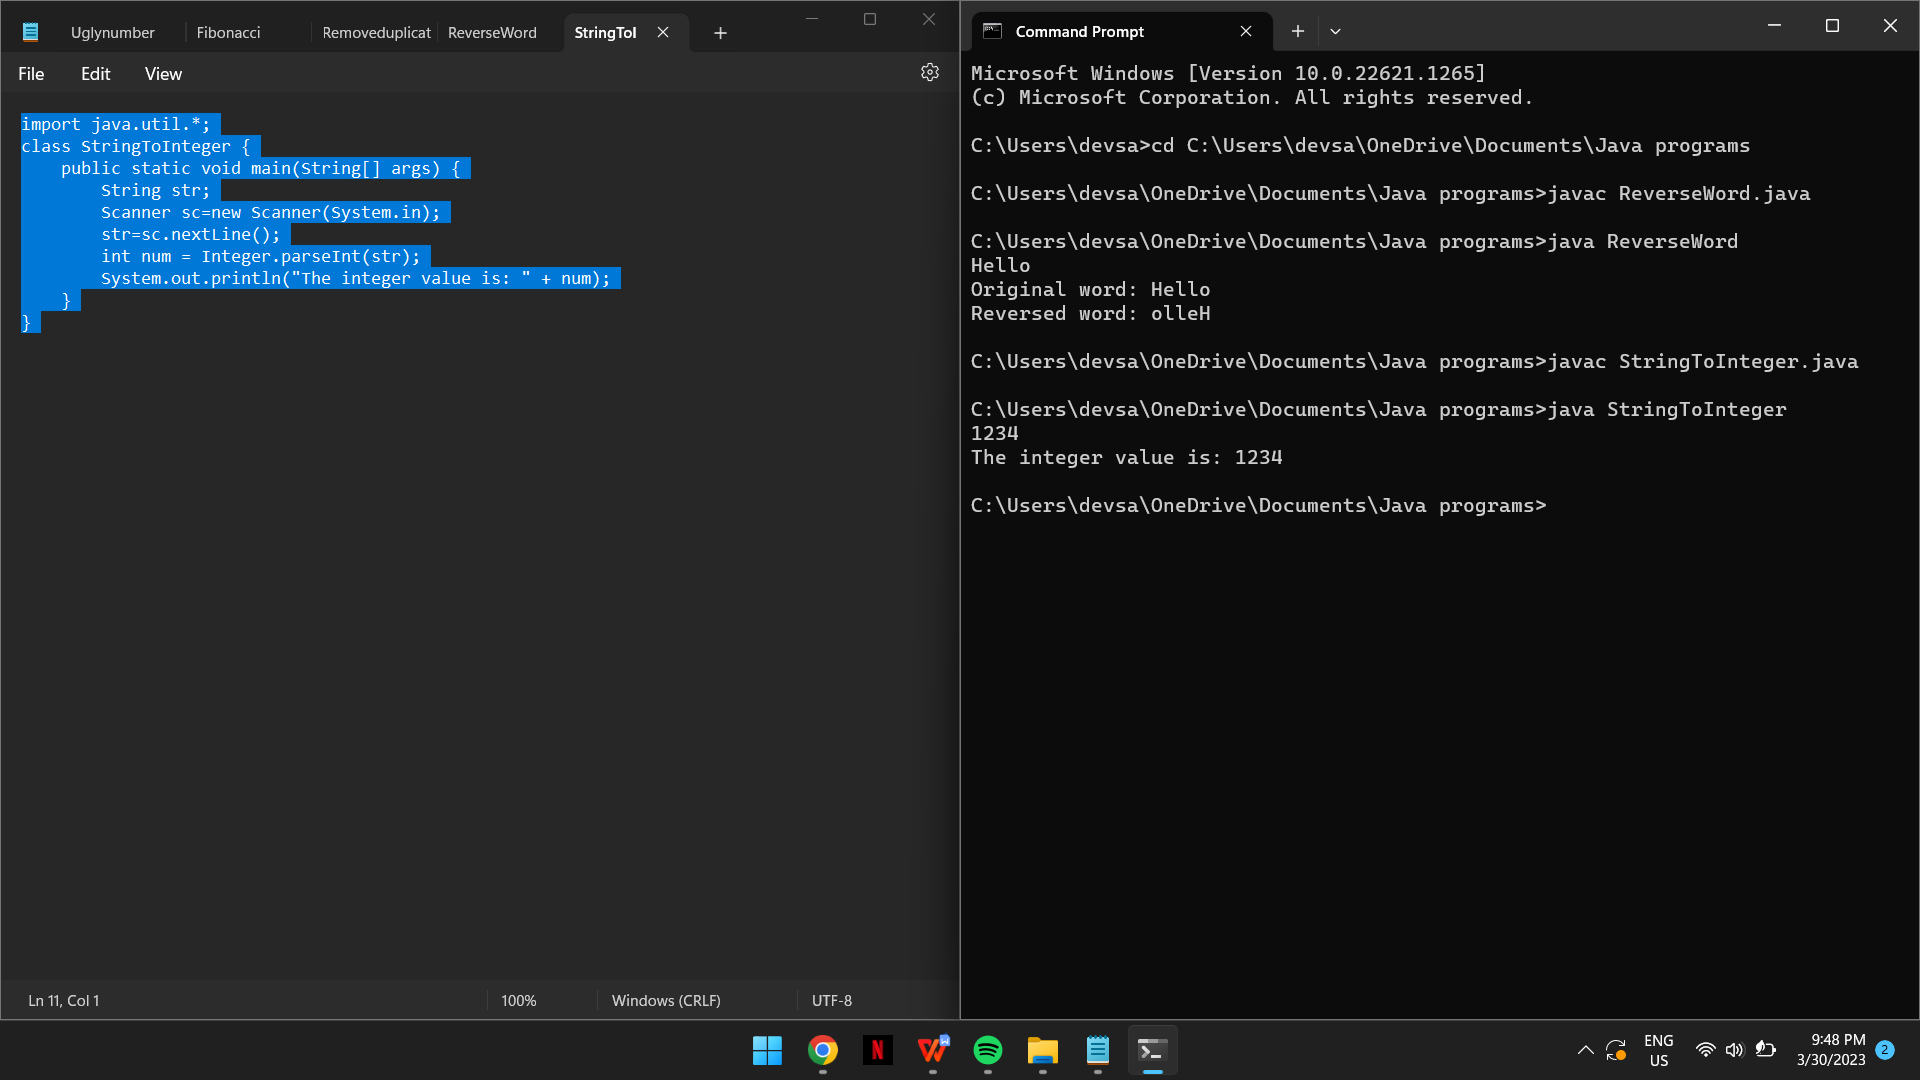 Uglynumber
Fibonacci
Removeduplicat
ReverseWord
StringToI
File
Edit
View
import java.util.*;
class StringToInteger {
    public static void main(String[] args) {
        String str;
        Scanner sc=new Scanner(System.in);
        str=sc.nextLine();
        int num = Integer.parseInt(str);
        System.out.println("The integer value is: " + num);
    }
}
Ln 11, Col 1
100%
Windows (CRLF)
UTF-8
Command Prompt
Microsoft Windows [Version 10.0.22621.1265]
(c) Microsoft Corporation. All rights reserved.
C:\Users\devsa>cd C:\Users\devsa\OneDrive\Documents\Java programs
C:\Users\devsa\OneDrive\Documents\Java programs>javac ReverseWord.java
C:\Users\devsa\OneDrive\Documents\Java programs>java ReverseWord
Hello
Original word: Hello
Reversed word: olleH
C:\Users\devsa\OneDrive\Documents\Java programs>javac StringToInteger.java
C:\Users\devsa\OneDrive\Documents\Java programs>java StringToInteger
1234
The integer value is: 1234
C:\Users\devsa\OneDrive\Documents\Java programs>
N
W
ENG
US
9:48 PM
3/30/2023
2